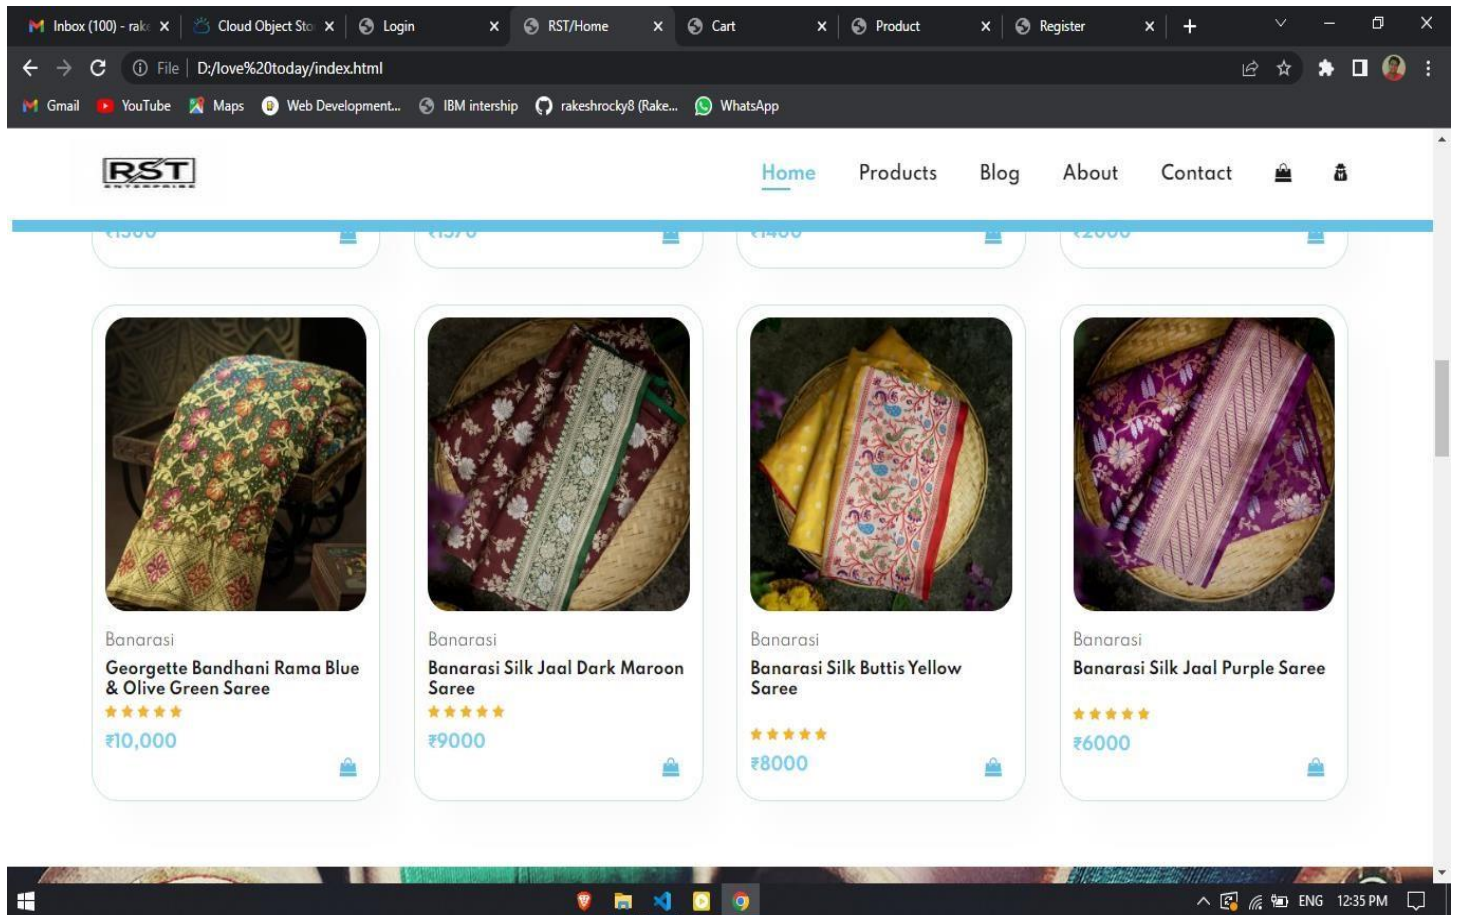 Inbox (100) - rake
Cloud Object Sto
Login
RST/Home
Cart
Product
Register
File
D:/love%20today/index.html
Gmail
YouTube
Maps
Web Development...
IBM intership
rakeshrocky8 (Rake...
WhatsApp
RST
ENTERPRISE
Home
Products
Blog
About
Contact
Banarasi
Georgette Bandhani Rama Blue
& Olive Green Saree
₹10,000
Banarasi
Banarasi Silk Jaal Dark Maroon
Saree
₹9000
Banarasi
Banarasi Silk Buttis Yellow
Saree
₹8000
Banarasi
Banarasi Silk Jaal Purple Saree
₹6000
ENG
12:35 PM